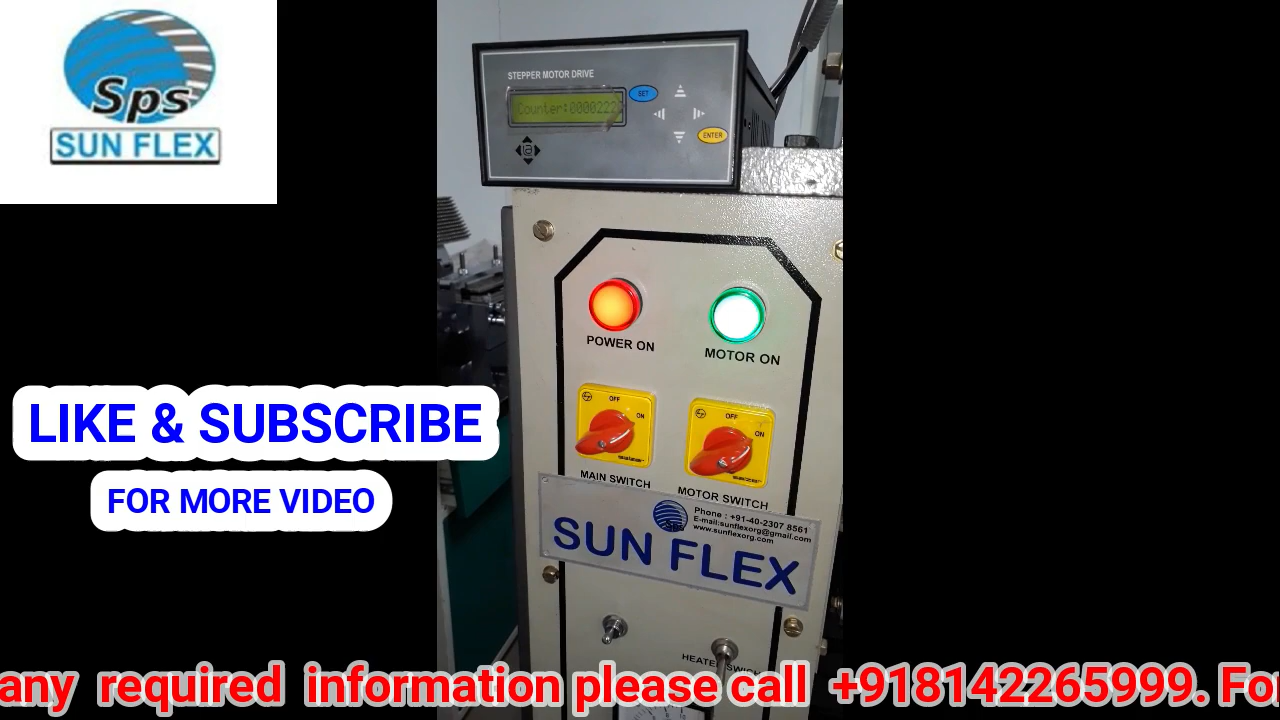 Sps
SUN FLEX
STEPPER MOTOR DRIVE
SET
Counter:0000222
ENTER
POWER ON
MOTOR ON
OFF
ON
OFF
ON
MAIN SWITCH
MOTOR SWITCH
LIKE & SUBSCRIBE
FOR MORE VIDEO
Phone : +91-40-2307 8561
E-mail:sunflexorg@gmail.com
www.sunflexorg.com
SUN FLEX
any required information please call +918142265999. For